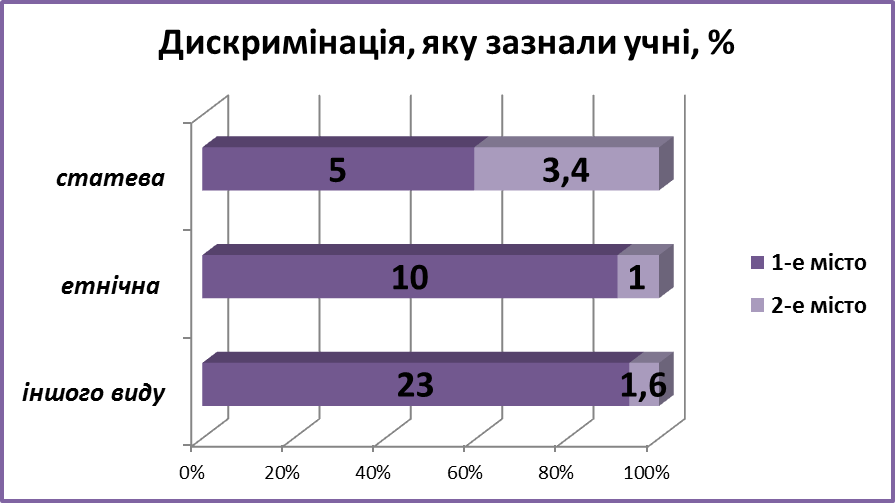 Дискримінація, яку зазнали учні, %
статева
5
3,4
етнічна
10
1
іншого виду
23
1,6
0%
20%
40%
60%
80%
100%
1-е місто
2-е місто